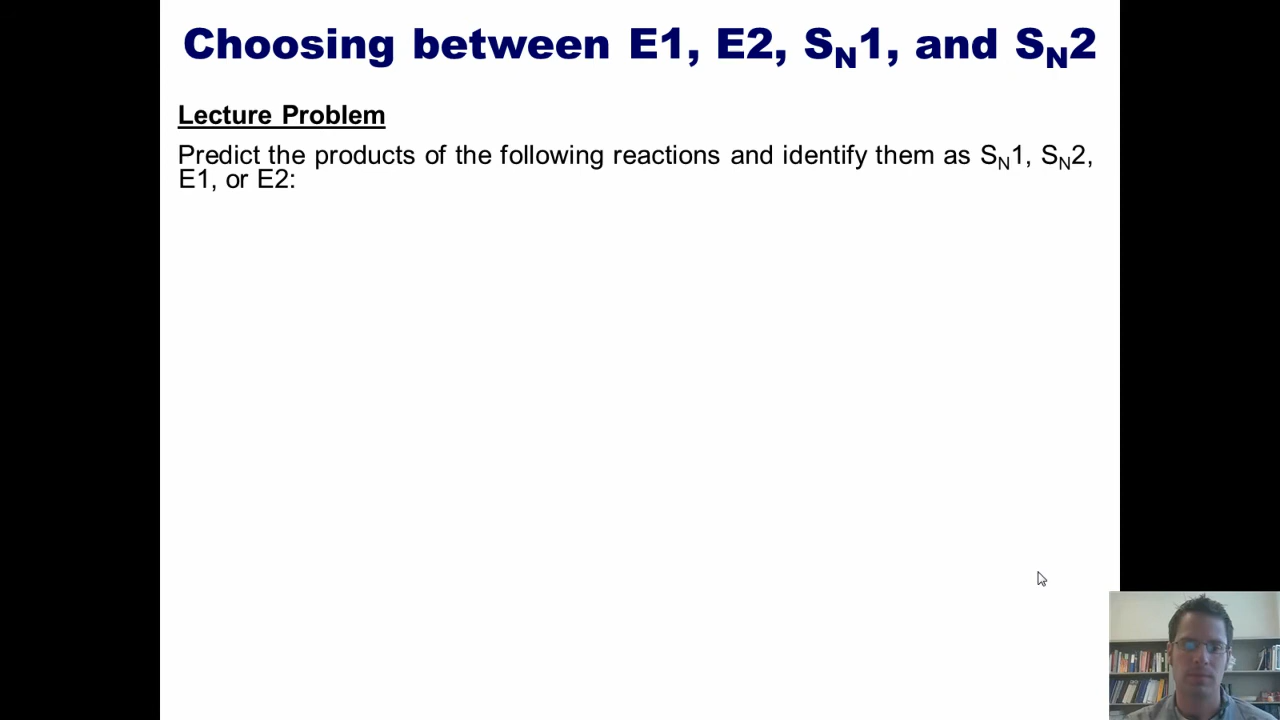 Choosing between E1, E2, SN1, and SN2
Lecture Problem
Predict the products of the following reactions and identify them as SN1, SN2,
E1, or E2: